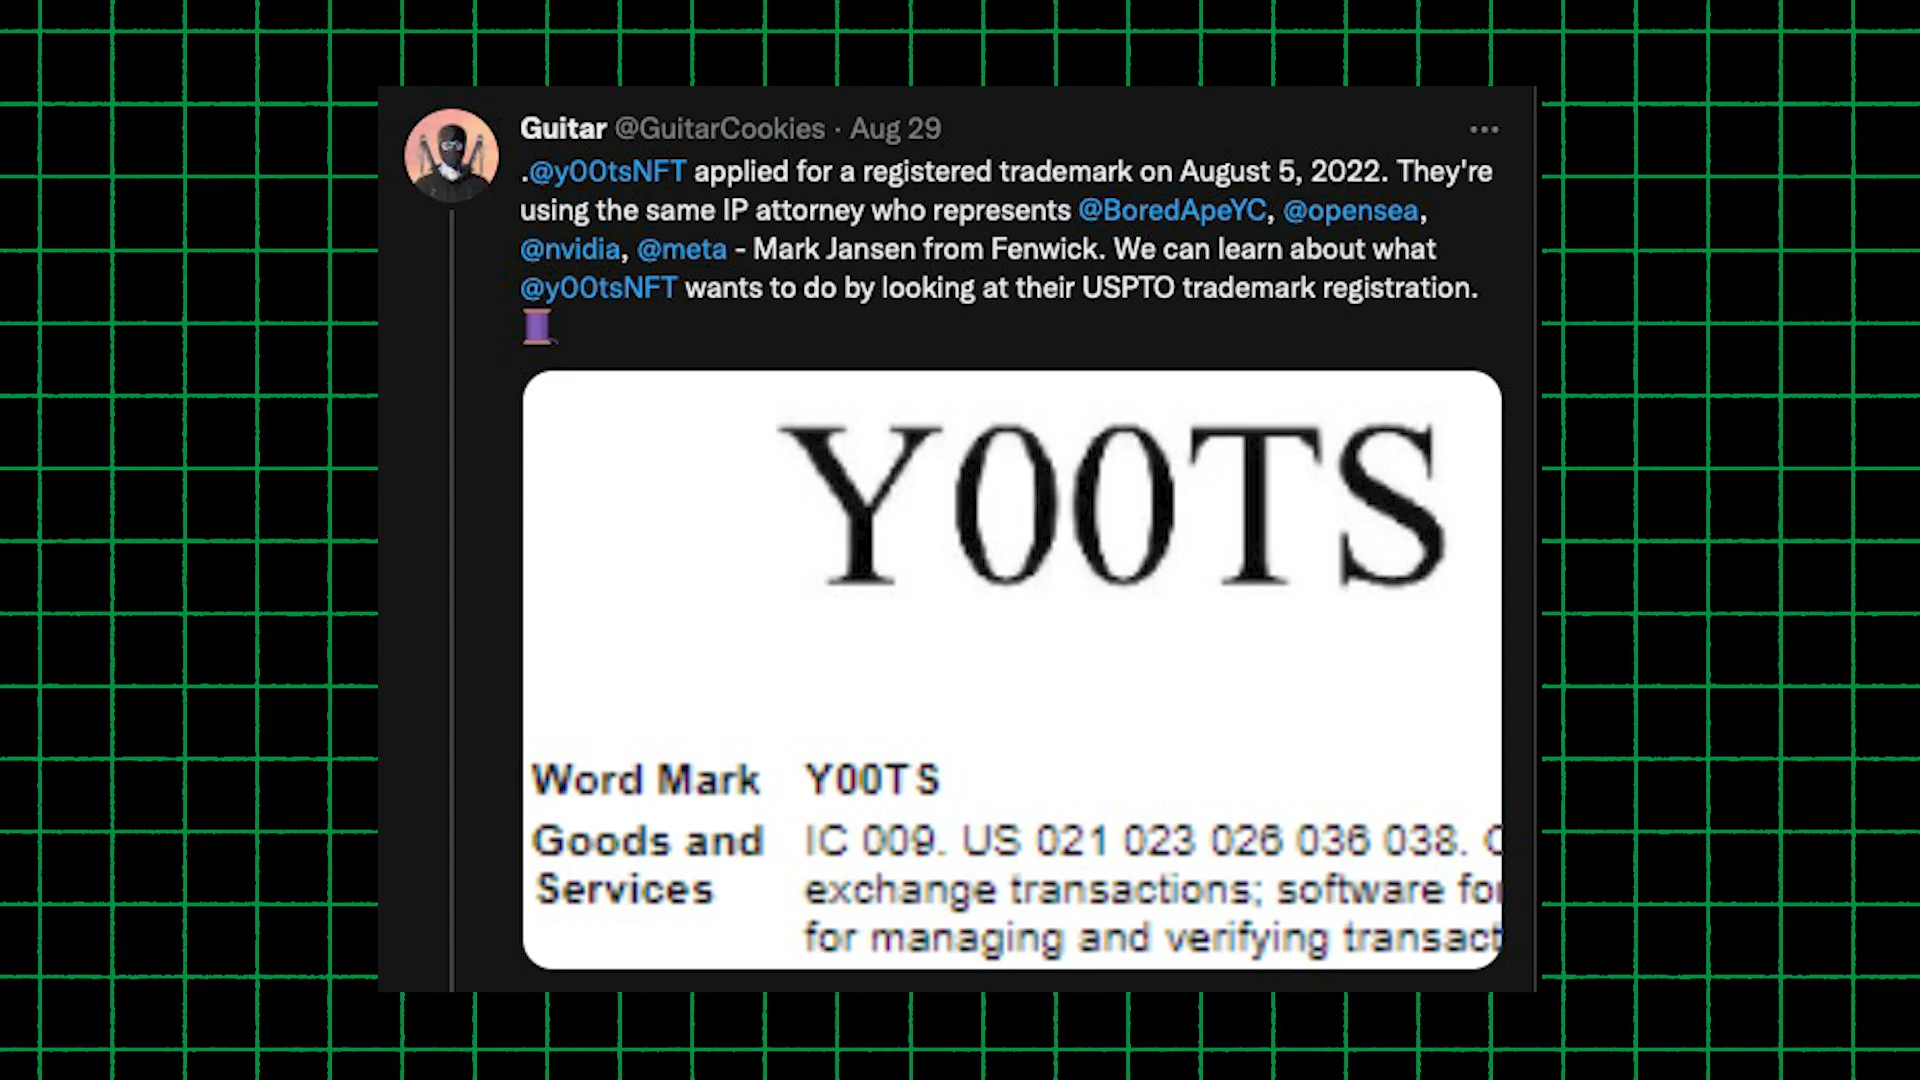 Guitar @GuitarCookies · Aug 29
.@y00tsNFT applied for a registered trademark on August 5, 2022. They're
using the same IP attorney who represents @BoredApeYC, @opensea,
@nvidia, @meta - Mark Jansen from Fenwick. We can learn about what
@y00tsNFT wants to do by looking at their USPTO trademark registration.
Y00TS
Word Mark Y00TS
Goods and IC 009. US 021 023 026 036 038.
Services exchange transactions; software for
for managing and verifying transact